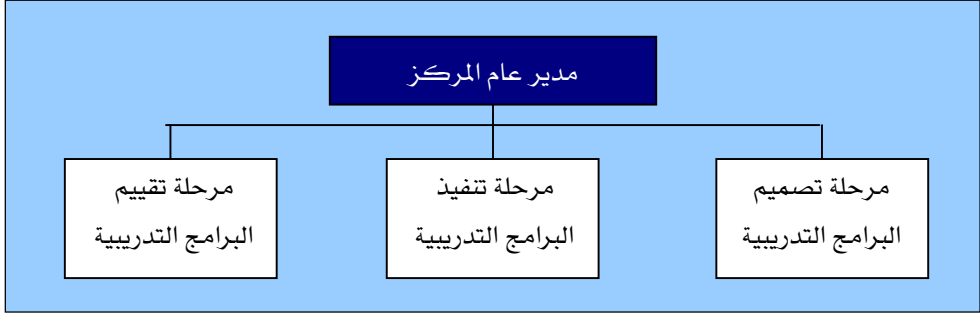 مدير عام المركز
مرحلة تصميم
البرامج التدريبية
مرحلة تنفيذ
البرامج التدريبية
مرحلة تقييم
البرامج التدريبية